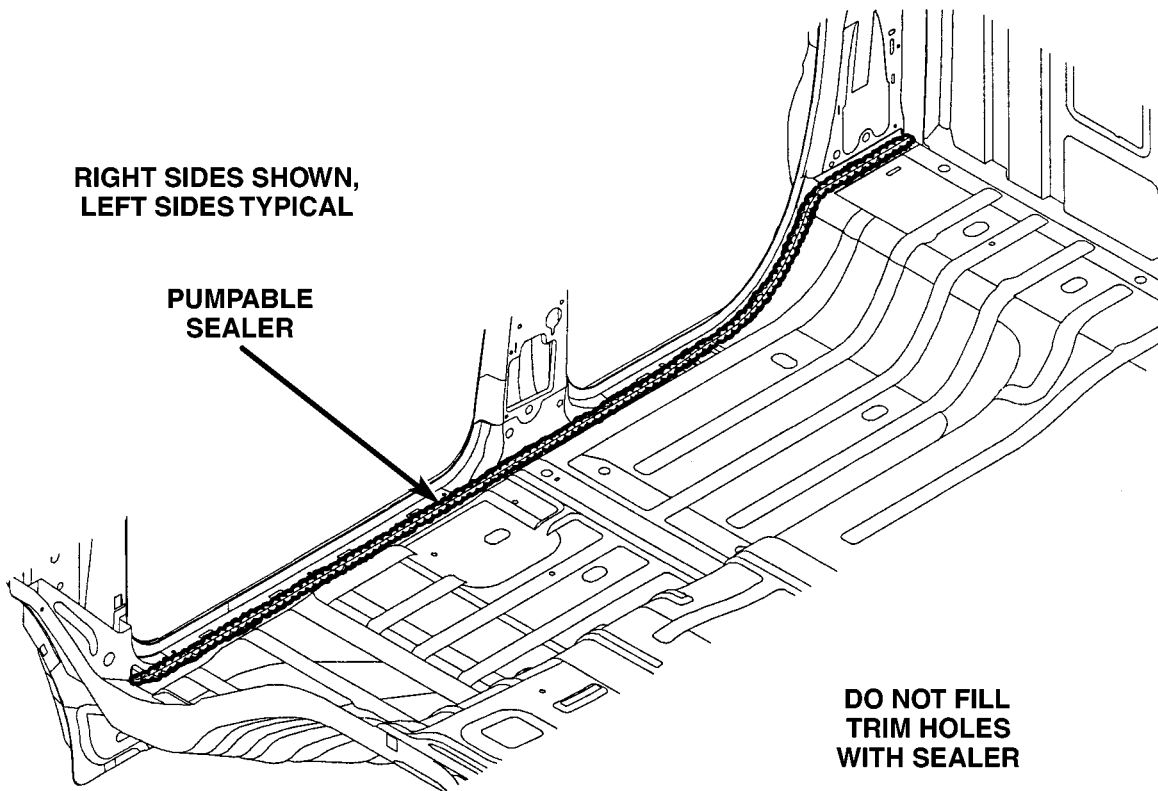 RIGHT SIDES SHOWN,
LEFT SIDES TYPICAL
PUMPABLE
SEALER
DO NOT FILL
TRIM HOLES
WITH SEALER